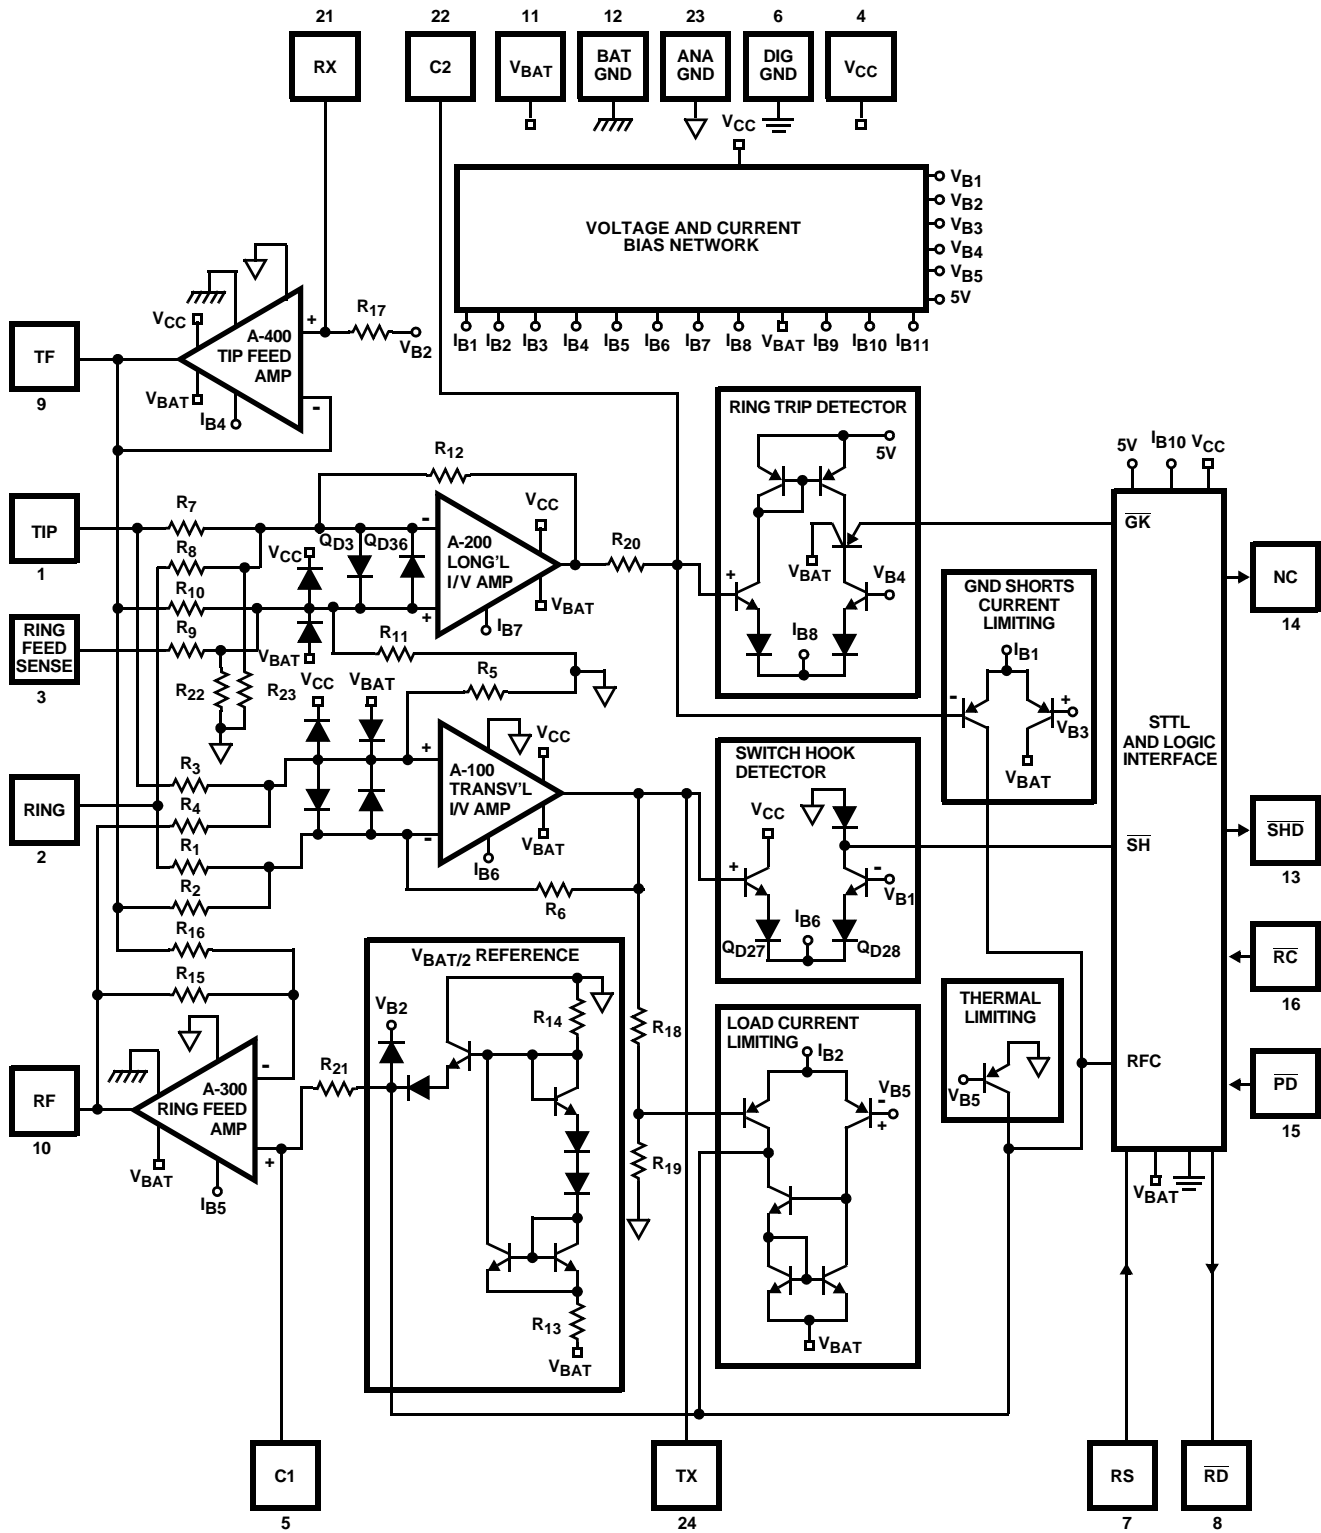 21
22
11
12
23
6
4
RX
C2
VBAT
BAT
GND
ANA
GND
DIG
GND
VCC
VCC
VOLTAGE AND CURRENT
BIAS NETWORK
VB1
VB2
VB3
VB4
VB5
5V
IB1
IB2
IB3
IB4
IB5
IB6
IB7
IB8
VBAT
IB9
IB10
IB11
TF
9
VCC
A-400
TIP FEED
AMP
+
-
VBAT
IB4
R17
VB2
TIP
1
R7
R8
R10
R9
R22
R23
RING
FEED
SENSE
3
R12
QD3
QD36
VCC
VBAT
-
+
A-200
LONG'L
I/V AMP
VCC
VBAT
IB7
R20
R11
R5
RING TRIP DETECTOR
5V
VBAT
VB4
+
IB8
GND SHORTS
CURRENT
LIMITING
IB1
-
+
VB3
VBAT
5V
IB10
VCC
GK
STTL
AND LOGIC
INTERFACE
SH
RFC
VBAT
NC
14
SHD
13
RC
16
PD
15
RING
2
R3
R4
R1
R2
R16
R15
VCC
VBAT
+
-
A-100
TRANSV'L
I/V AMP
VCC
VBAT
IB6
R6
SWITCH HOOK
DETECTOR
VCC
+
-
VB1
IB6
QD27
QD28
VBAT/2 REFERENCE
VB2
R14
R13
VBAT
R18
R19
LOAD CURRENT
LIMITING
IB2
VB5
-
+
VBAT
THERMAL
LIMITING
VB5
RF
10
A-300
RING FEED
AMP
-
+
VBAT
IB5
R21
C1
5
TX
24
RS
7
RD
8